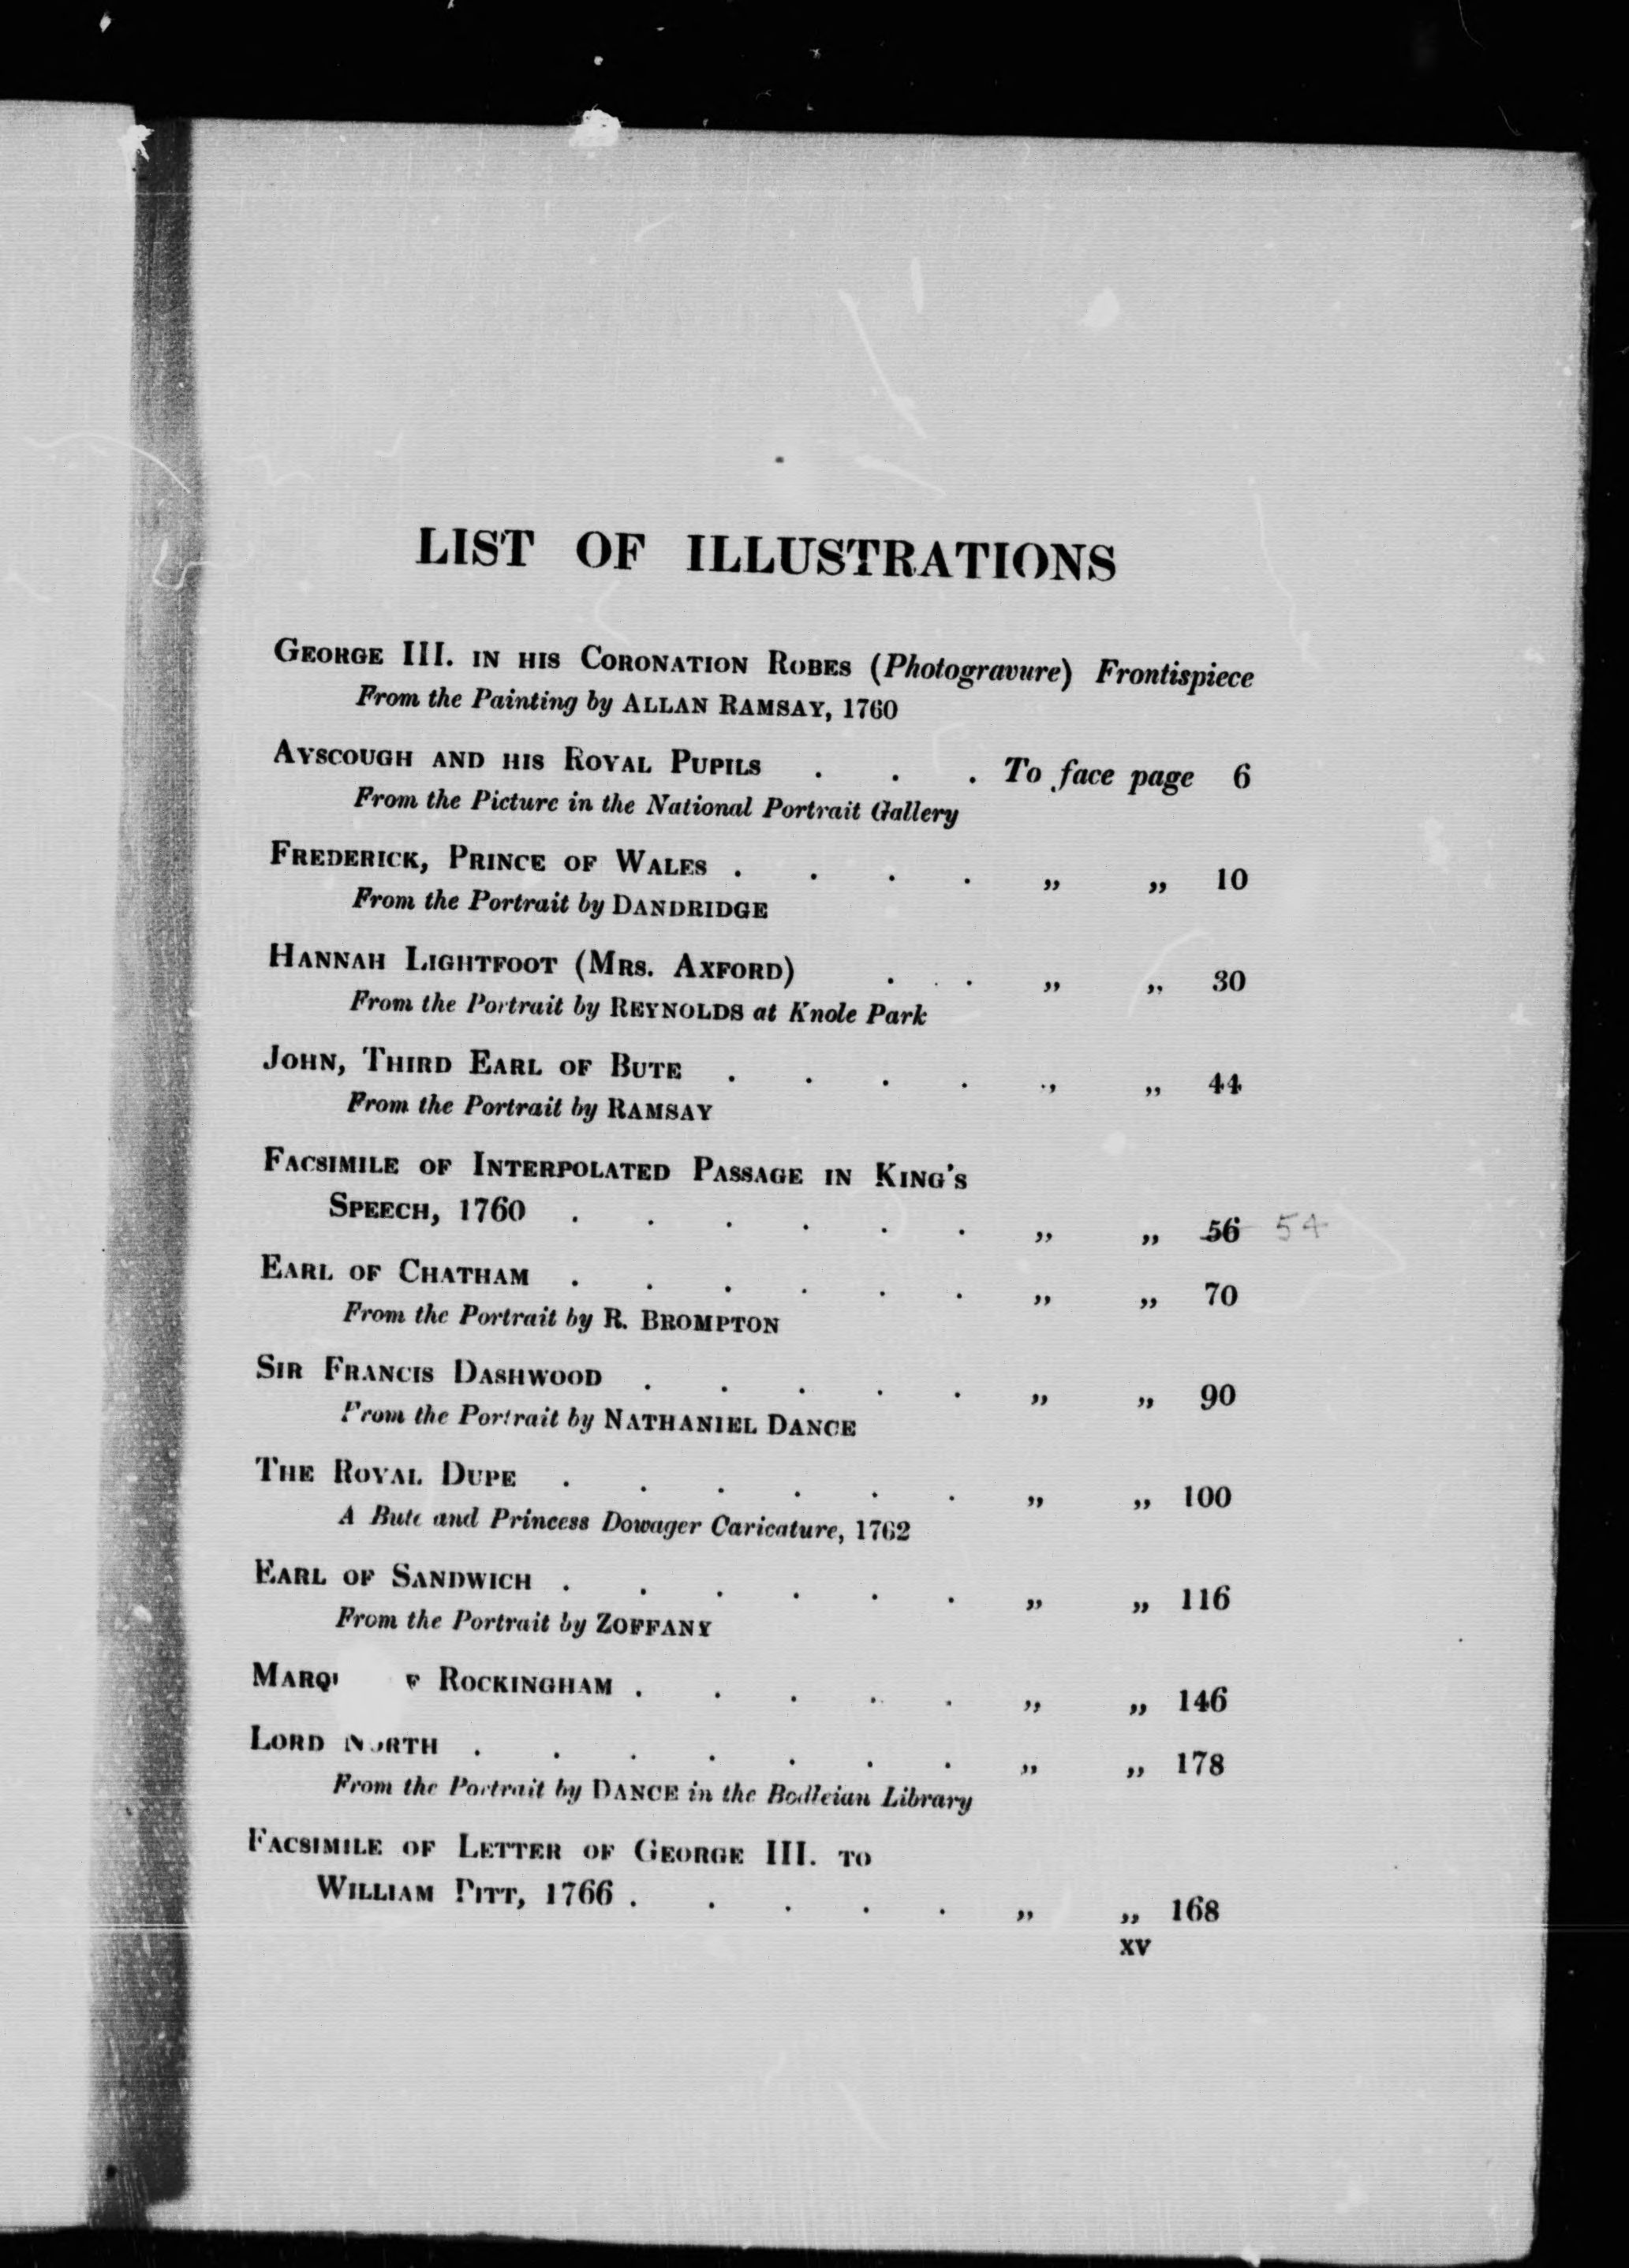 LIST OF ILLUSTRATIONS
GEORGE III. IN HIS CORONATION ROBES (Photogravure) Frontispiece
From the Painting by ALLAN RAMSAY, 1760
AYSCOUGH AND HIS ROYAL PUPILS . . . To face page 6
From the Picture in the National Portrait Gallery
FREDERICK, PRINCE OF WALES . . . . „ „ 10
From the Portrait by DANDRIDGE
HANNAH LIGHTFOOT (MRS. AXFORD) . . „ „ 30
From the Portrait by REYNOLDS at Knole Park
JOHN, THIRD EARL OF BUTE . . . . „ „ 44
From the Portrait by RAMSAY
FACSIMILE OF INTERPOLATED PASSAGE IN KING'S
SPEECH, 1760 . . . . . . „ „ 56 54
EARL OF CHATHAM . . . . . . „ „ 70
From the Portrait by R. BROMPTON
SIR FRANCIS DASHWOOD . . . . . „ „ 90
From the Portrait by NATHANIEL DANCE
THE ROYAL DUPE . . . . . . „ „ 100
A Bute and Princess Dowager Caricature, 1762
EARL OF SANDWICH . . . . . . „ „ 116
From the Portrait by ZOFFANY
ROCKINGHAM . . . . . „ „ 146
LORD NORTH . . . . . . . „ „ 178
From the Portrait by DANCE in the Bodleian Library
FACSIMILE OF LETTER OF GEORGE III. TO
WILLIAM PITT, 1766 . . . . . „ „ 168
XV